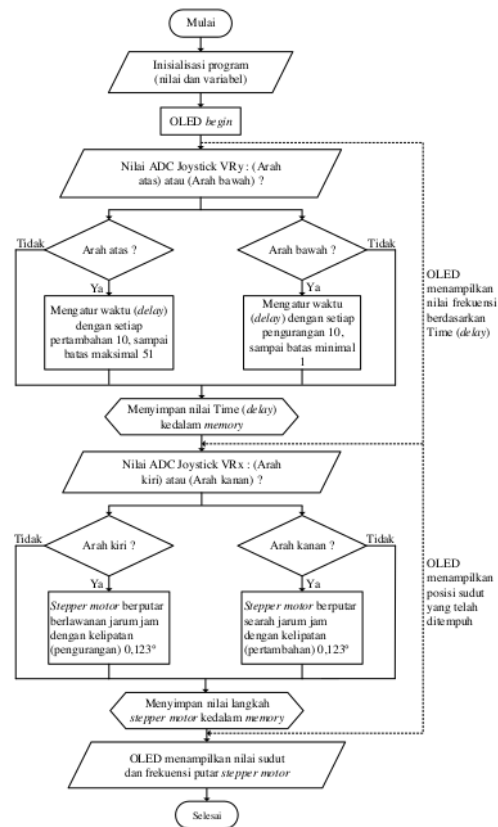 Mulai
Inisialisasi program
(nilai dan variabel)
OLED begin
Nilai ADC Joystick VRy : (Arah
atas) atau (Arah bawah) ?
Tidak
Arah atas ?
Ya
Mengatur waktu (delay)
dengan setiap
pertambahan 10, sampai
batas maksimal 51
Arah bawah ?
Tidak
Ya
Mengatur waktu
(delay) dengan setiap
pengurangan 10,
sampai batas minimal
1
OLED
menampilkan
nilai frekuensi
berdasarkan
Time (delay)
Menyimpan nilai Time (delay)
kedalam memory
Nilai ADC Joystick VRx : (Arah
kiri) atau (Arah kanan) ?
Tidak
Arah kiri ?
Ya
Stepper motor berputar
berlawanan jarum jam
dengan kelipatan
(pengurangan) 0,123°
Arah kanan ?
Tidak
Ya
Stepper motor berputar
searah jarum jam
dengan kelipatan
(pertambahan) 0,123°
OLED
menampilkan
posisi sudut
yang telah
ditempuh
Menyimpan nilai langkah
stepper motor kedalam memory
OLED menampilkan nilai sudut
dan frekuensi putar stepper motor
Selesai